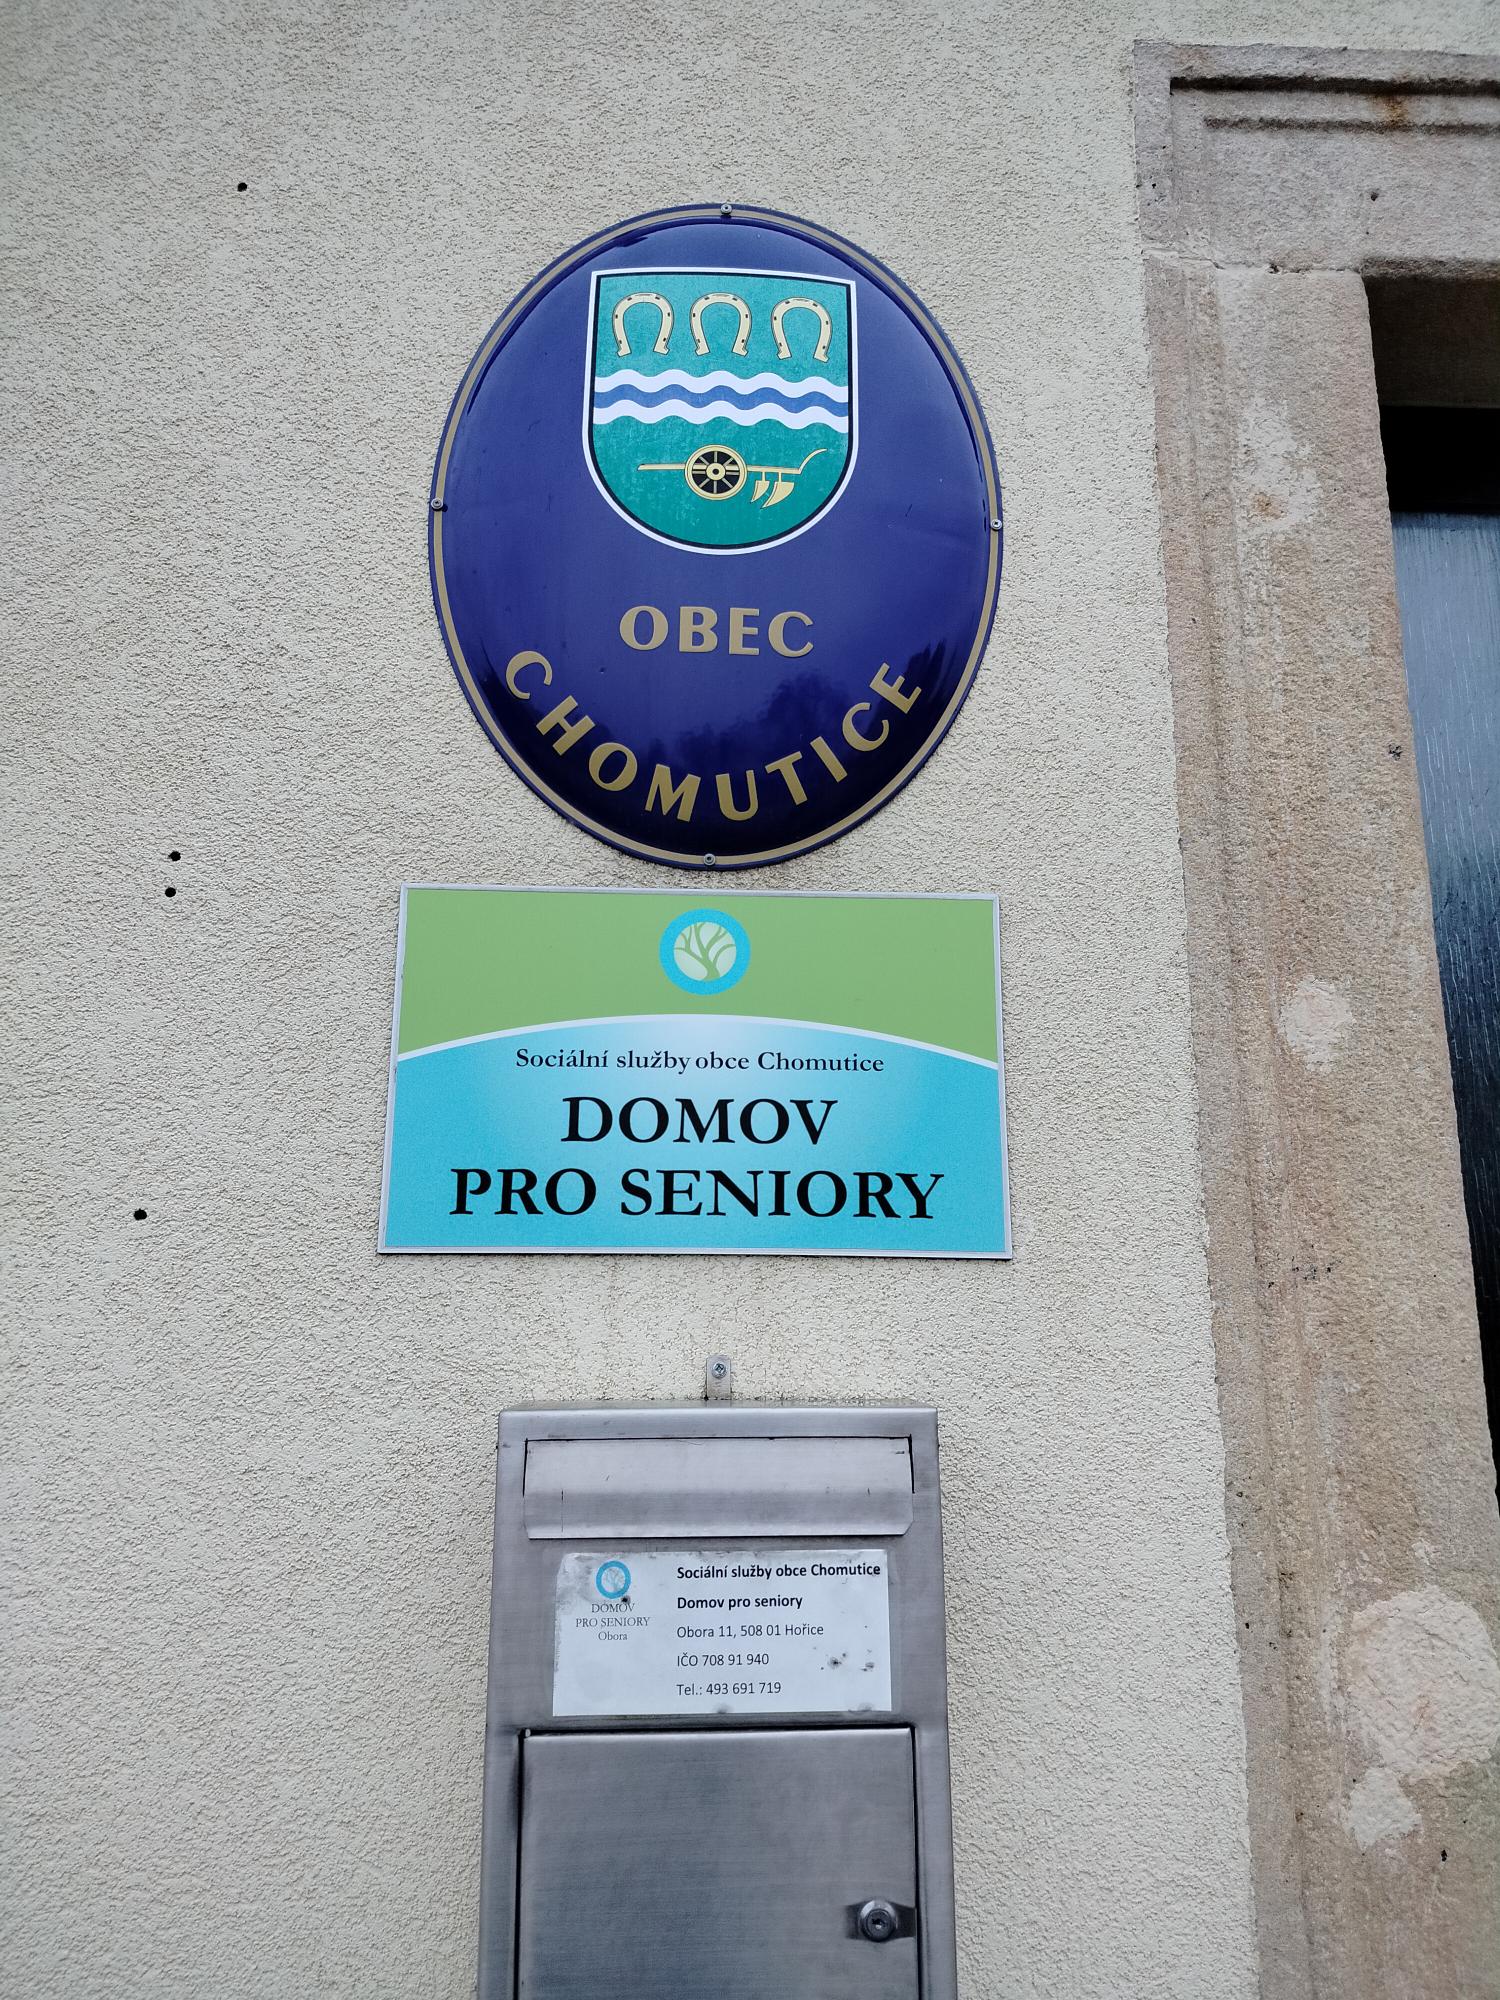 OBEC
CHOMUTICE
Sociální služby obce Chomutice
DOMOV
PRO SENIORY
DOMOV
PRO SENIORY
Obora
Sociální služby obce Chomutice
Domov pro seniory
Obora 11, 508 01 Hořice
IČO 708 91 940
Tel.: 493 691 719